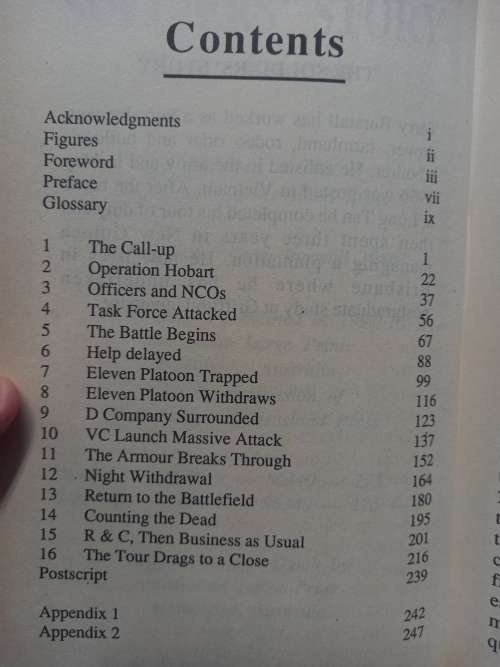 Contents
Acknowledgments i
Figures ii
Foreword iii
Preface vii
Glossary ix
1 The Call-up 1
2 Operation Hobart 22
3 Officers and NCOs 37
4 Task Force Attacked 56
5 The Battle Begins 67
6 Help delayed 88
7 Eleven Platoon Trapped 99
8 Eleven Platoon Withdraws 116
9 D Company Surrounded 123
10 VC Launch Massive Attack 137
11 The Armour Breaks Through 152
12 Night Withdrawal 164
13 Return to the Battlefield 180
14 Counting the Dead 195
15 R & C, Then Business as Usual 201
16 The Tour Drags to a Close 216
Postscript 239
Appendix 1 242
Appendix 2 247